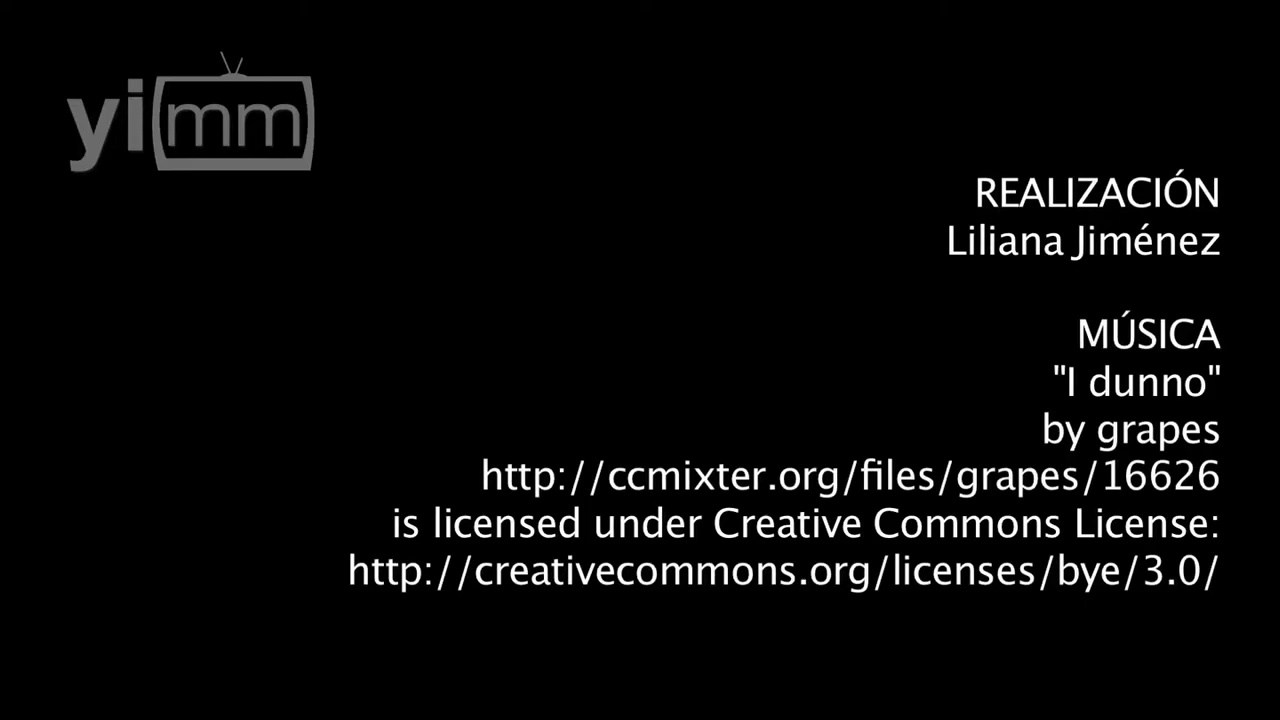 yimm
REALIZACIÓN
Liliana Jiménez
MÚSICA
"I dunno"
by grapes
http://ccmixter.org/files/grapes/16626
is licensed under Creative Commons License:
http://creativecommons.org/licenses/bye/3.0/